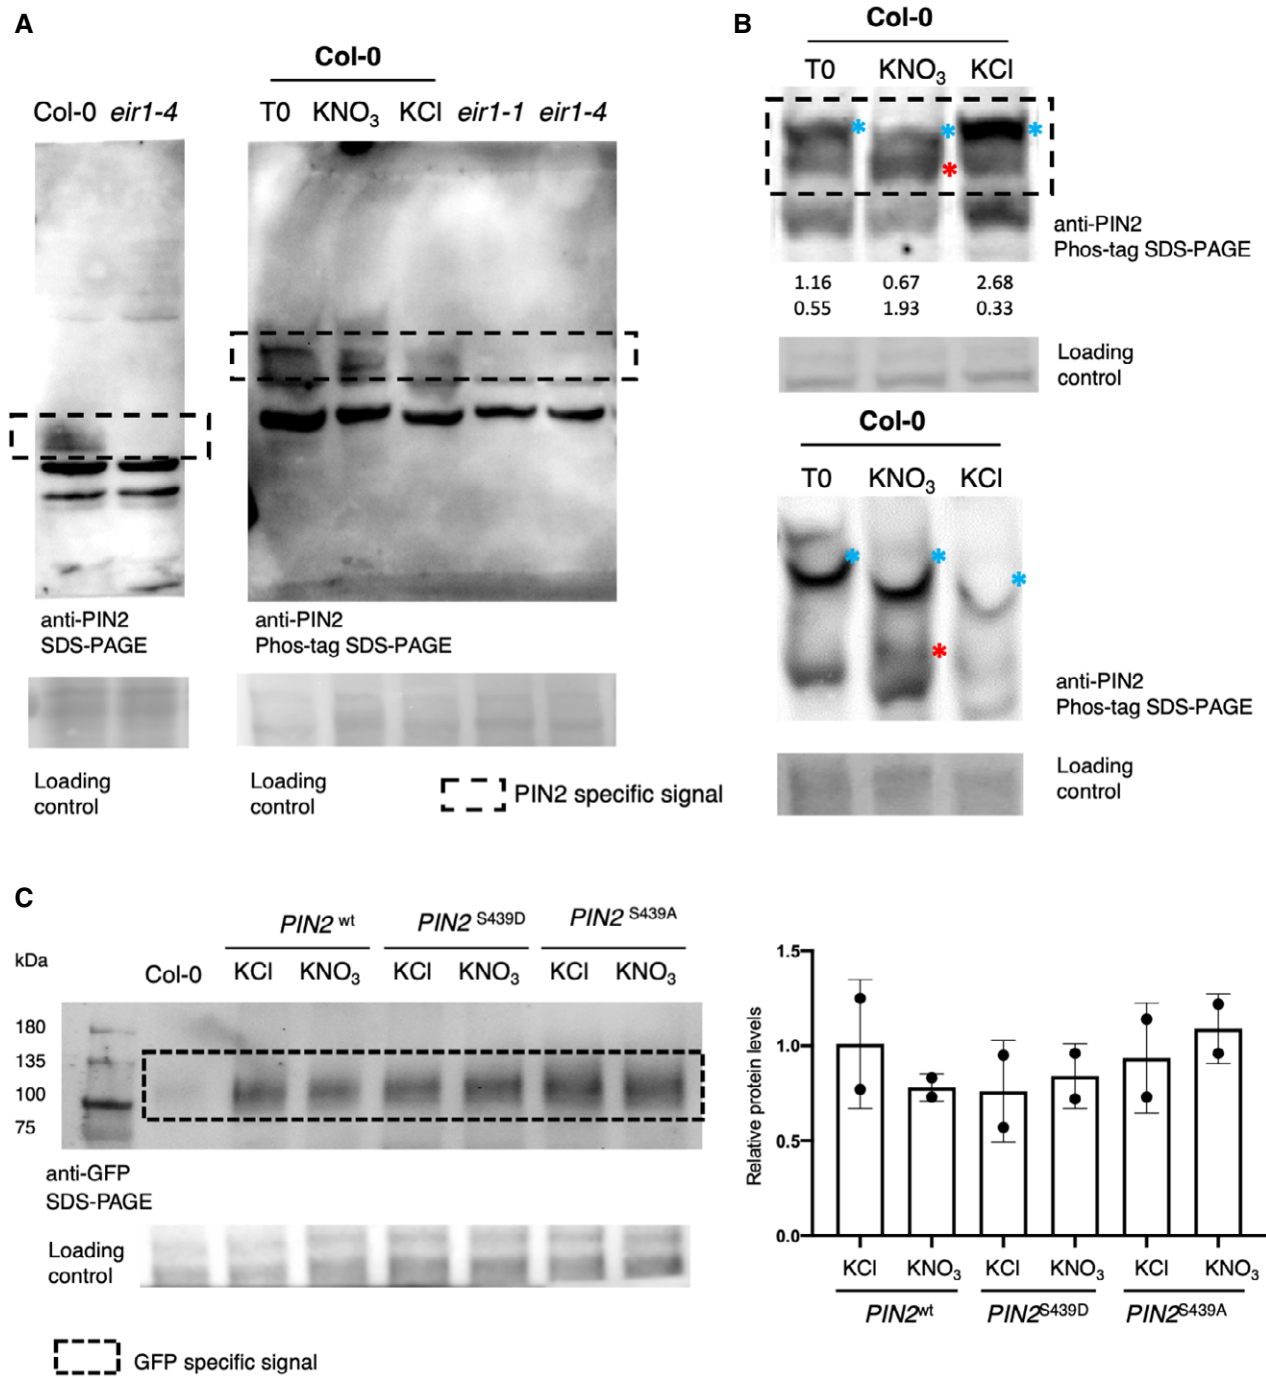 A
Col-0
Col-0 eir1-4
T0 KNO₃ KCl eir1-1 eir1-4
anti-PIN2
SDS-PAGE
anti-PIN2
Phos-tag SDS-PAGE
Loading
control
Loading
control
PIN2 specific signal
B
Col-0
T0 KNO₃ KCl
*
*
*
*
anti-PIN2
Phos-tag SDS-PAGE
1.16 0.67 2.68
0.55 1.93 0.33
Loading
control
Col-0
T0 KNO₃ KCl
*
*
*
*
anti-PIN2
Phos-tag SDS-PAGE
Loading
control
C
PIN2 wt PIN2 S439D PIN2 S439A
kDa
Col-0 KCl KNO₃ KCl KNO₃ KCl KNO₃
180
135
100
75
anti-GFP
SDS-PAGE
Loading
control
GFP specific signal
Relative protein levels
1.5
1.0
0.5
0.0
KCl KNO₃ KCl KNO₃ KCl KNO₃
PIN2wt PIN2S439D PIN2S439A